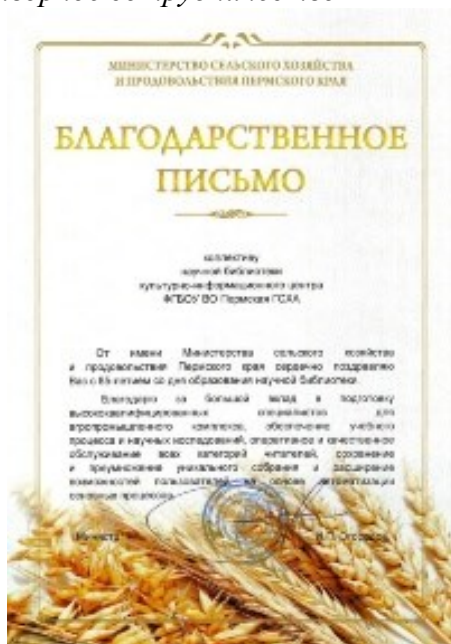 МИНИСТЕРСТВО СЕЛЬСКОГО ХОЗЯЙСТВА
И ПРОДОВОЛЬСТВИЯ ПЕРМСКОГО КРАЯ
БЛАГОДАРСТВЕННОЕ
ПИСЬМО
коллективу
научной библиотеки
культурно-информационного центра
ФГБОУ ВО Пермская ГСХА
От имени Министерства сельского хозяйства
и продовольствия Пермского края сердечно поздравляю
Вас с 95-летием со дня образования научной библиотеки.
Благодарю за большой вклад в подготовку
высококвалифицированных специалистов для
агропромышленного комплекса, обеспечение учебного
процесса и научных исследований, оперативное и качественное
обслуживание всех категорий читателей, сохранение
и преумножение уникального собрания и расширение
возможностей пользователей на основе автоматизации
основных процессов.
Министр